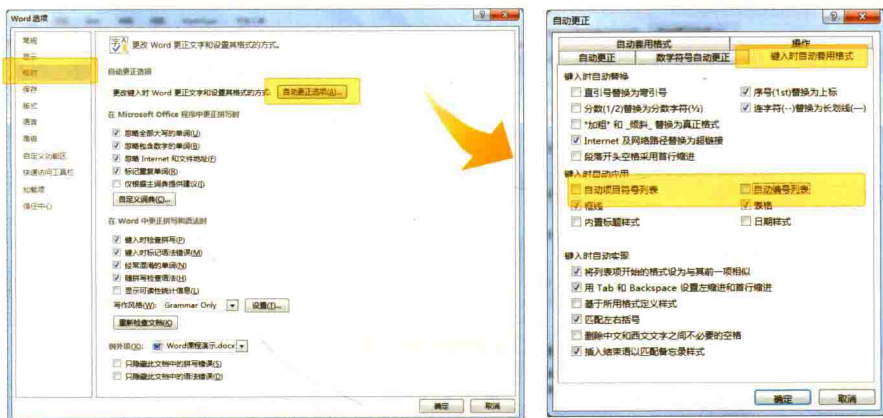 Word 选项
常规
显示
校对
保存
版式
语言
高级
自定义功能区
快速访问工具栏
加载项
信任中心
更改 Word 更正文字和设置其格式的方式。
自动更正选项
更改键入时 Word 更正文字和设置其格式的方式: 自动更正选项(A)...
在 Microsoft Office 程序中更正拼写时
忽略全部大写的单词(U)
忽略包含数字的单词(B)
忽略 Internet 和文件地址(F)
标记重复单词(R)
仅根据主词典提供建议(I)
自定义词典(C)...
在 Word 中更正拼写和语法时
键入时检查拼写(P)
键入时标记语法错误(M)
经常混淆的单词(N)
随拼写检查语法(H)
显示可读性统计信息(L)
写作风格(W): Grammar Only 设置(T)...
重新检查文档(K)
例外项(X): Word课程演示.docx
只隐藏此文档中的拼写错误(S)
只隐藏此文档中的语法错误(D)
确定 取消
自动更正
自动套用格式 操作
自动更正 数学符号自动更正 键入时自动套用格式
键入时自动替换
直引号替换为弯引号 序号(1st)替换为上标
分数(1/2)替换为分数字符(½) 连字符(--)替换为长划线(—)
*加粗* 和 _倾斜_ 替换为真正格式
Internet 及网络路径替换为超链接
段落开头空格采用首行缩进
键入时自动应用
自动项目符号列表 自动编号列表
框线 表格
内置标题样式 日期样式
键入时自动实现
将列表项开始的格式设为与其前一项相似
用 Tab 和 Backspace 设置左缩进和首行缩进
基于所用格式定义样式
匹配左右括号
删除中文和西文文字之间不必要的空格
插入结束语以匹配备忘录样式
确定 取消